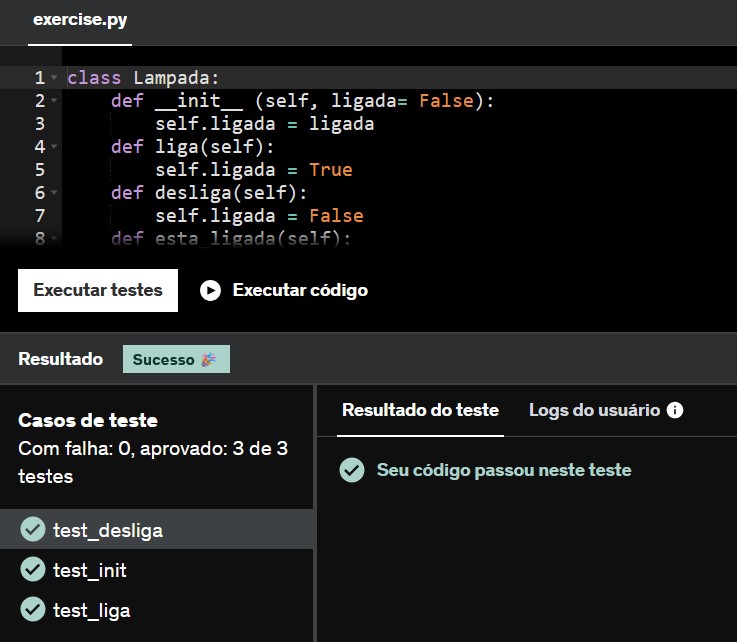 exercise.py
1 class Lampada:
2 def __init__ (self, ligada= False):
3 self.ligada = ligada
4 def liga(self):
5 self.ligada = True
6 def desliga(self):
7 self.ligada = False
8 def esta_ligada(self):
Executar testes
Executar código
Resultado
Sucesso 🎉
Casos de teste
Com falha: 0, aprovado: 3 de 3
testes
test_desliga
test_init
test_liga
Resultado do teste
Logs do usuário
Seu código passou neste teste